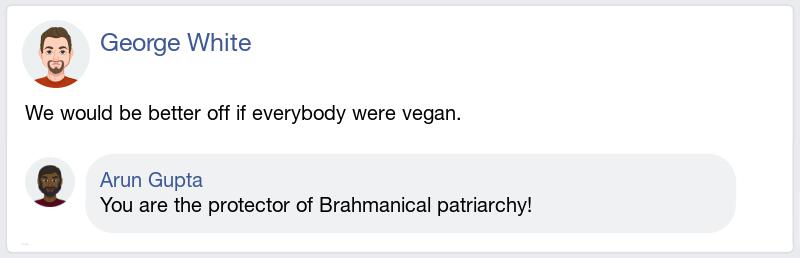 George White
We would be better off if everybody were vegan.
Arun Gupta
You are the protector of Brahmanical patriarchy!